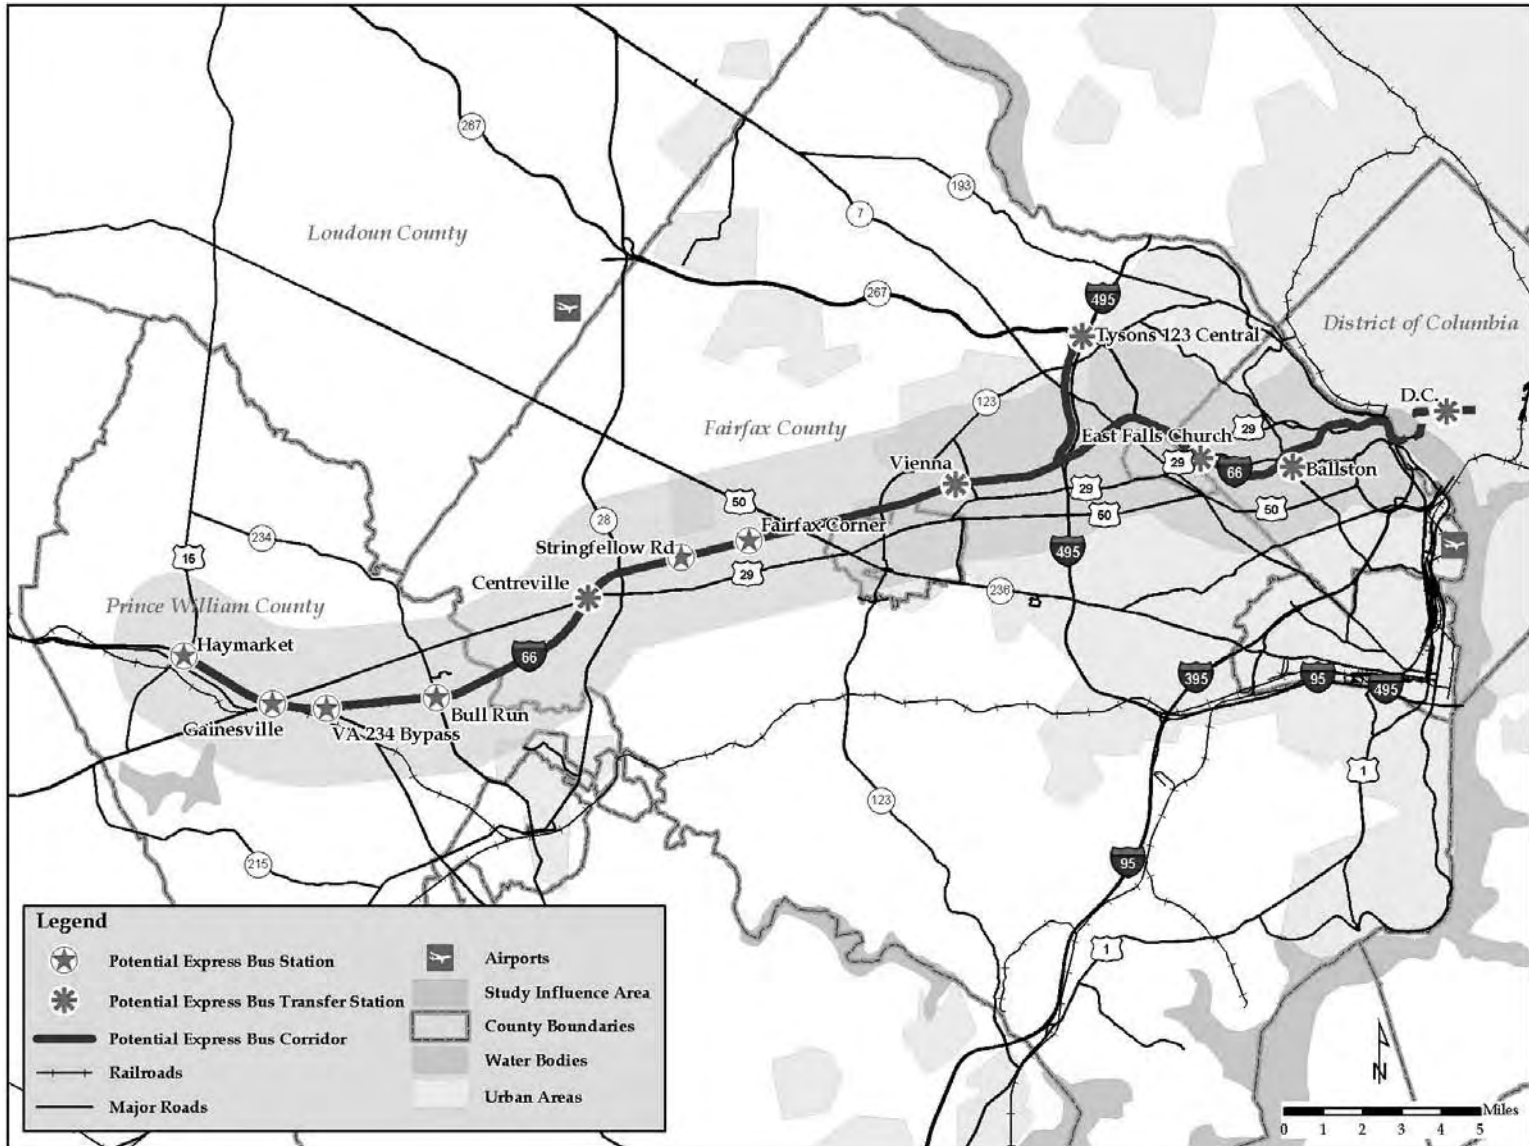 267
193
7
Loudoun County
267
495
District of Columbia
Tysons 123 Central
D.C.
123
Fairfax County
29
East Falls Church
Vienna
29
66
Ballston
29
50
50
50
Fairfax Corner
28
Stringfellow Rd
234
15
495
29
Centreville
236
Prince William County
Haymarket
66
395
95
495
Bull Run
Gainesville
VA 234 Bypass
1
123
215
95
1
Legend
Potential Express Bus Station
Potential Express Bus Transfer Station
Potential Express Bus Corridor
Railroads
Major Roads
Airports
Study Influence Area
County Boundaries
Water Bodies
Urban Areas
N
Miles
0 1 2 3 4 5